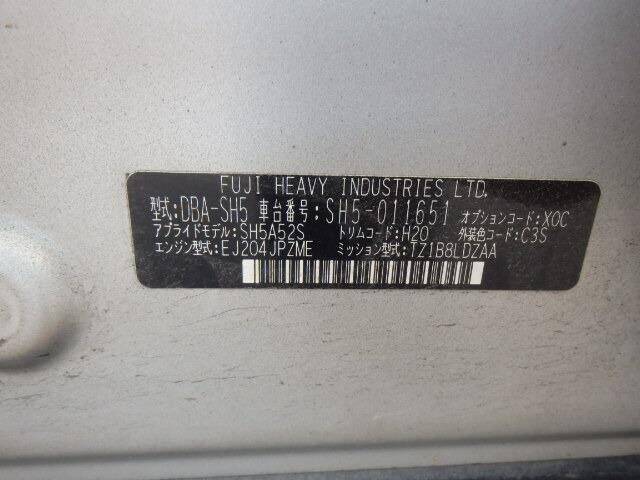 FUJI HEAVY INDUSTRIES LTD.
型式:DBA-SH5 車台番号:SH5-011651 オプションコード:XOC
アプライドモデル:SH5A52S トリムコード:H20 外装色コード:C3S
エンジン型式:EJ204JPZME ミッション型式:TZ1B8LDZAA